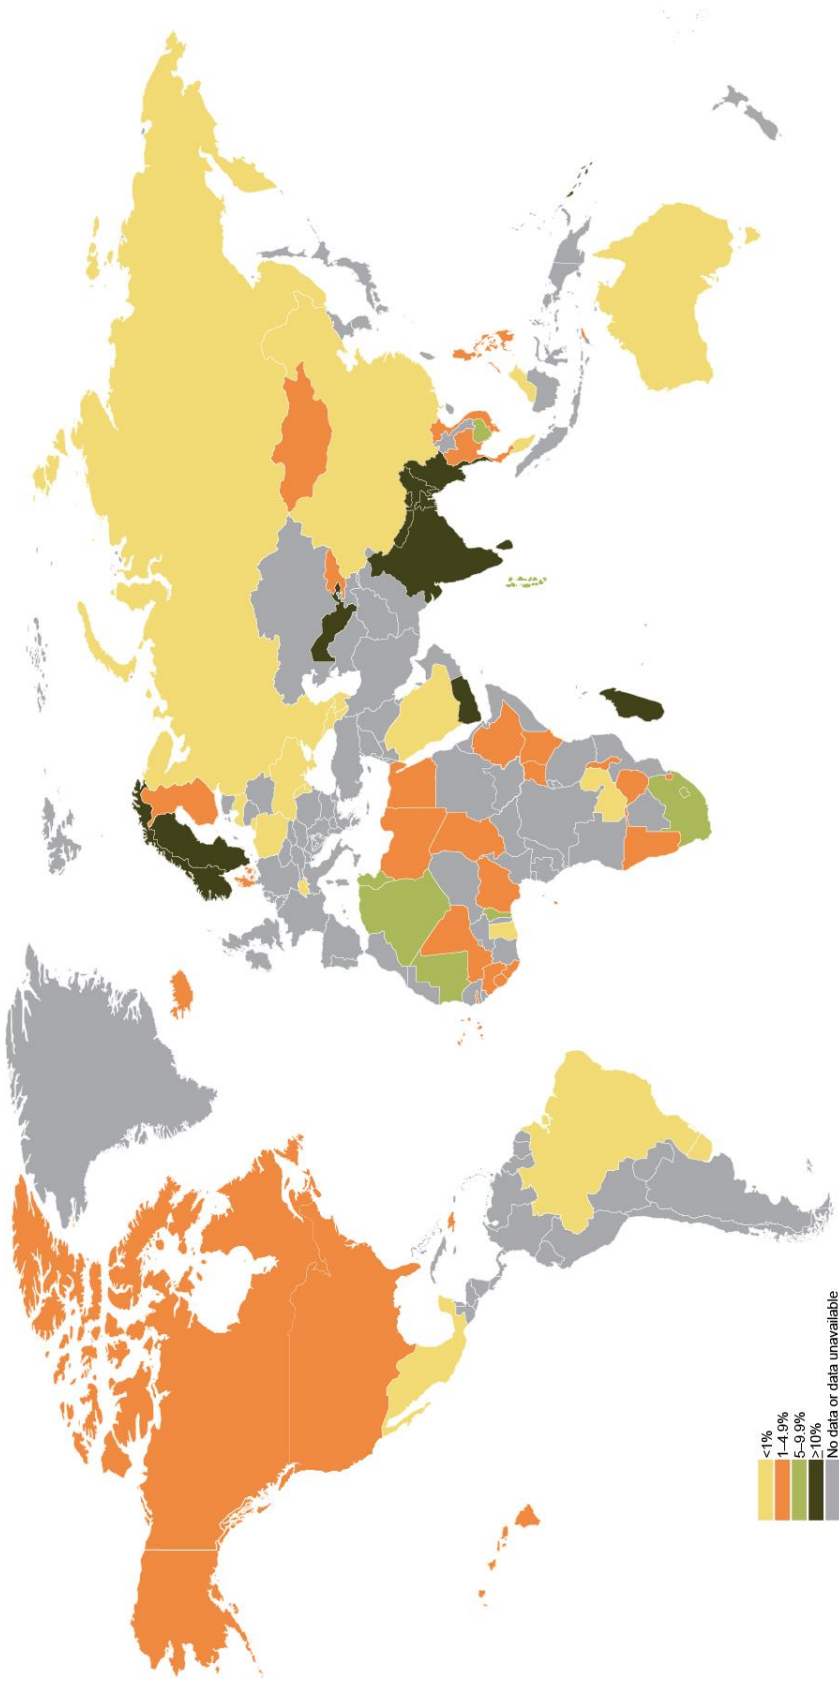 <1%
1–4.9%
5–9.9%
≥10%
No data or data unavailable